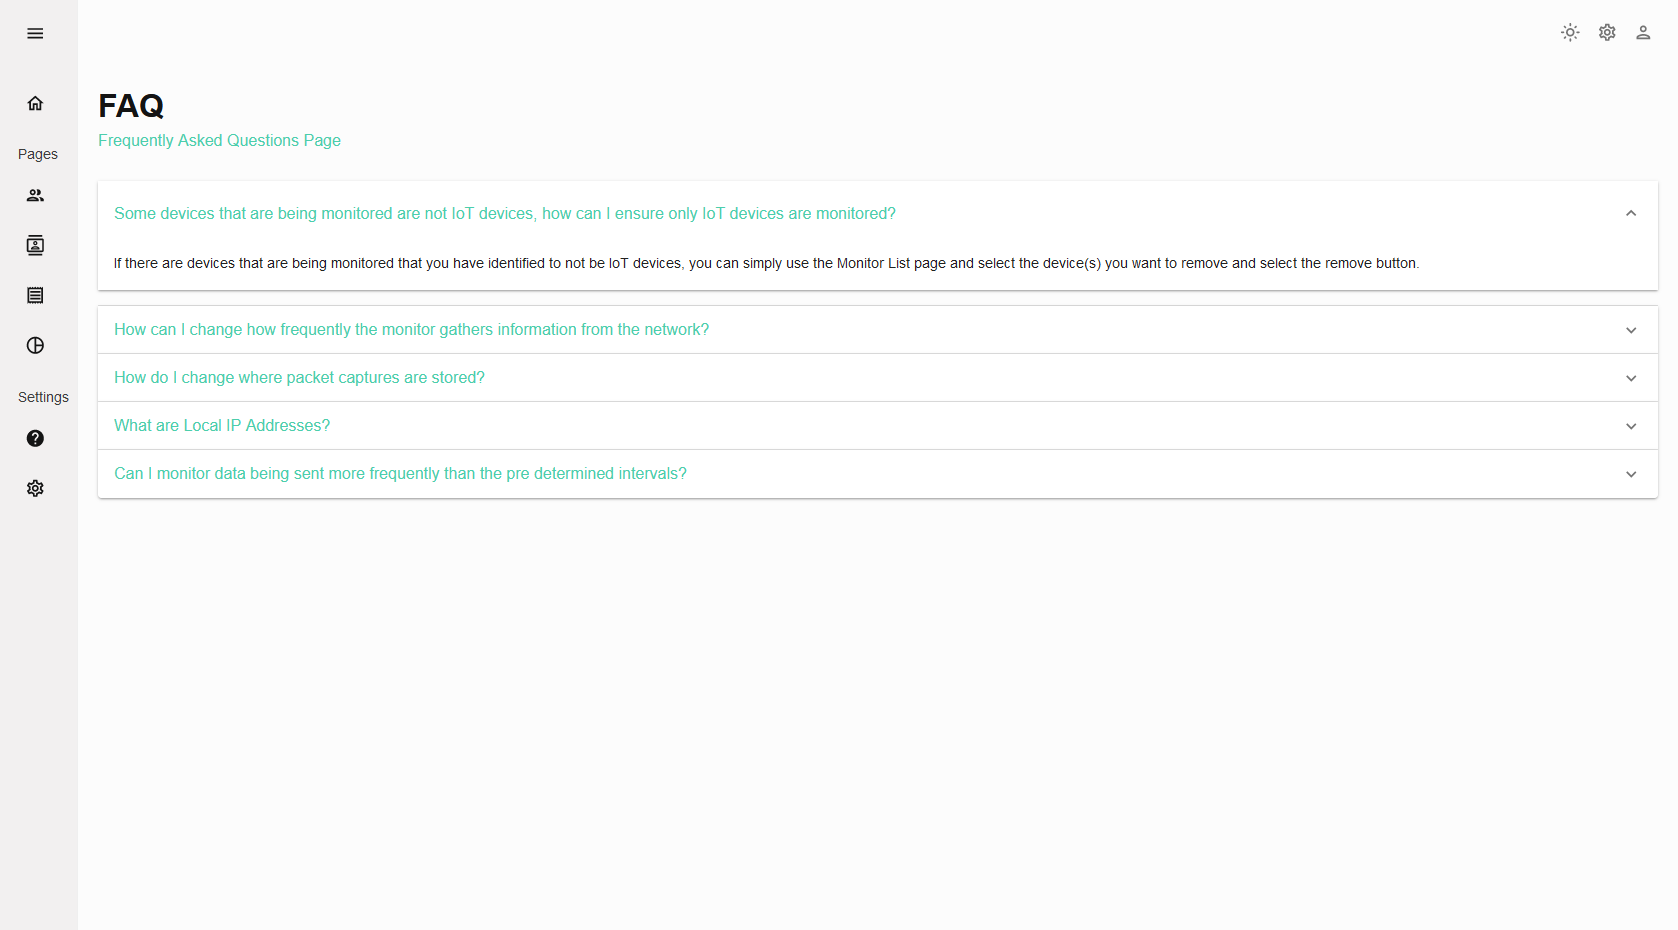 FAQ
Frequently Asked Questions Page
Pages
Some devices that are being monitored are not IoT devices, how can I ensure only IoT devices are monitored?
If there are devices that are being monitored that you have identified to not be IoT devices, you can simply use the Monitor List page and select the device(s) you want to remove and select the remove button.
How can I change how frequently the monitor gathers information from the network?
How do I change where packet captures are stored?
Settings
What are Local IP Addresses?
Can I monitor data being sent more frequently than the pre determined intervals?